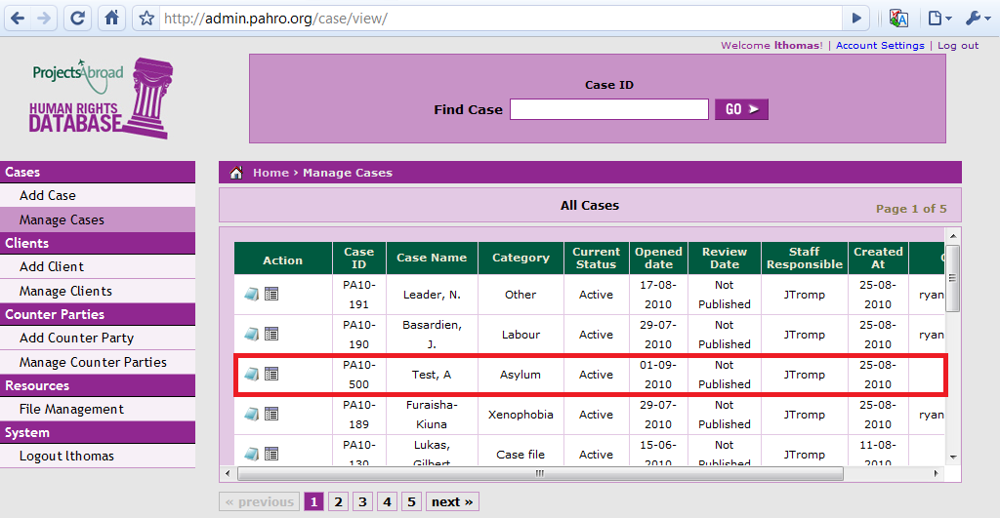 http://admin.pahro.org/case/view/
Welcome lthomas! | Account Settings | Log out
ProjectsAbroad
HUMAN RIGHTS
DATABASE
Case ID
Find Case
GO
Cases
Add Case
Manage Cases
Clients
Add Client
Manage Clients
Counter Parties
Add Counter Party
Manage Counter Parties
Resources
File Management
System
Logout lthomas
Home › Manage Cases
All Cases
Page 1 of 5
Action Case ID Case Name Category Current Status Opened date Review Date Staff Responsible Created At
PA10-191 Leader, N. Other Active 17-08-2010 Not Published JTromp 25-08-2010 ryan
PA10-190 Basardien, J. Labour Active 29-07-2010 Not Published JTromp 25-08-2010 ryan
PA10-500 Test, A Asylum Active 01-09-2010 Not Published JTromp 25-08-2010
PA10-189 Furaisha-Kiuna Xenophobia Active 29-07-2010 Not Published JTromp 25-08-2010 ryan
PA10-130 Lukas, Gilbert Case file Active 15-06-2010 Not Published JTromp 11-08-2010
« previous 1 2 3 4 5 next »